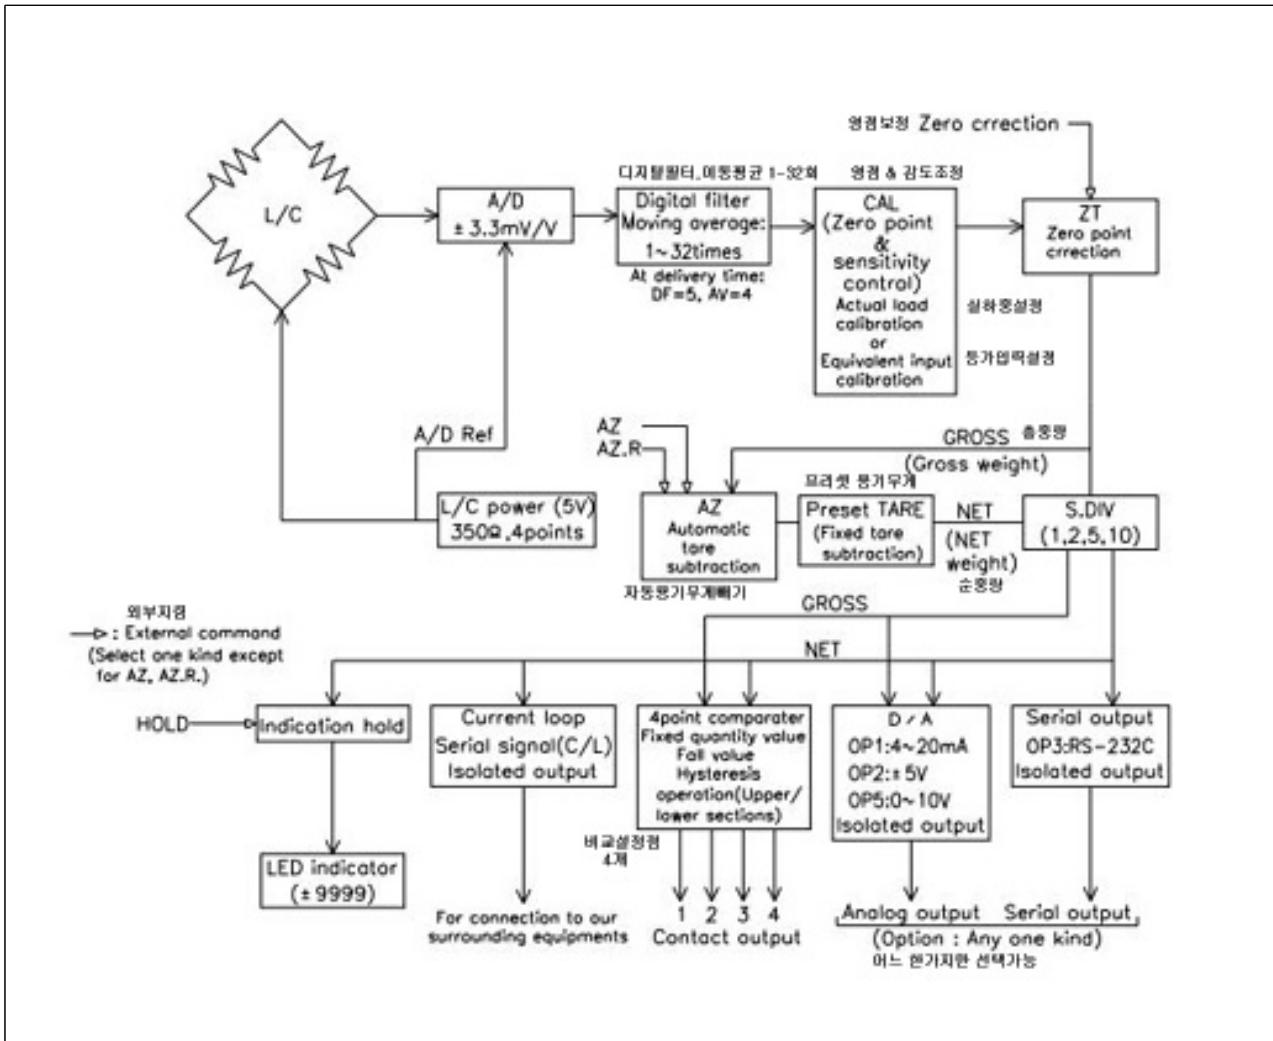 영점보정 Zero crrection
디지탈필터.이동평균 1-32회
영점 & 감도조정
L/C
A/D
±3.3mV/V
Digital filter
Moving average:
1~32times
At delivery time:
DF=5, AV=4
CAL
(Zero point
&
sensitivity
control)
Actual load
calibration
or
Equivalent input
calibration
ZT
Zero point
crrection
실하중설정
등가입력설정
A/D Ref
L/C power (5V)
350Ω,4points
AZ
AZ.R
GROSS 총중량
(Gross weight)
프리셋 용기무게
AZ
Automatic
tare
subtraction
자동용기무게빼기
Preset TARE
(Fixed tare
subtraction)
NET
(NET
weight)
순중량
S.DIV
(1,2,5,10)
외부지령
: External command
(Select one kind except
for AZ, AZ.R.)
GROSS
NET
HOLD
Indication hold
Current loop
Serial signal(C/L)
Isolated output
4point comparater
Fixed quantity value
Fall value
Hysteresis
operation(Upper/
lower sections)
D/A
OP1:4~20mA
OP2:±5V
OP5:0~10V
Isolated output
Serial output
OP3:RS-232C
Isolated output
비교설정점
4개
LED indicator
(±9999)
For connection to our
surrounding equipments
1 2 3 4
Contact output
Analog output Serial output
(Option : Any one kind)
어느 한가지만 선택가능